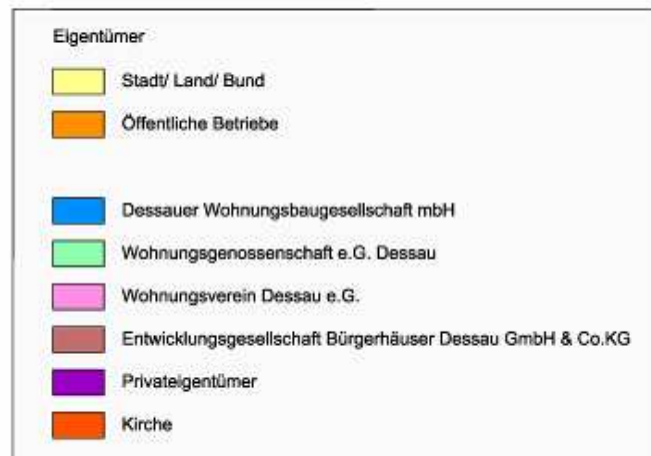 Eigentümer
Stadt/ Land/ Bund
Öffentliche Betriebe
Dessauer Wohnungsbaugesellschaft mbH
Wohnungsgenossenschaft e.G. Dessau
Wohnungsverein Dessau e.G.
Entwicklungsgesellschaft Bürgerhäuser Dessau GmbH & Co.KG
Privateigentümer
Kirche